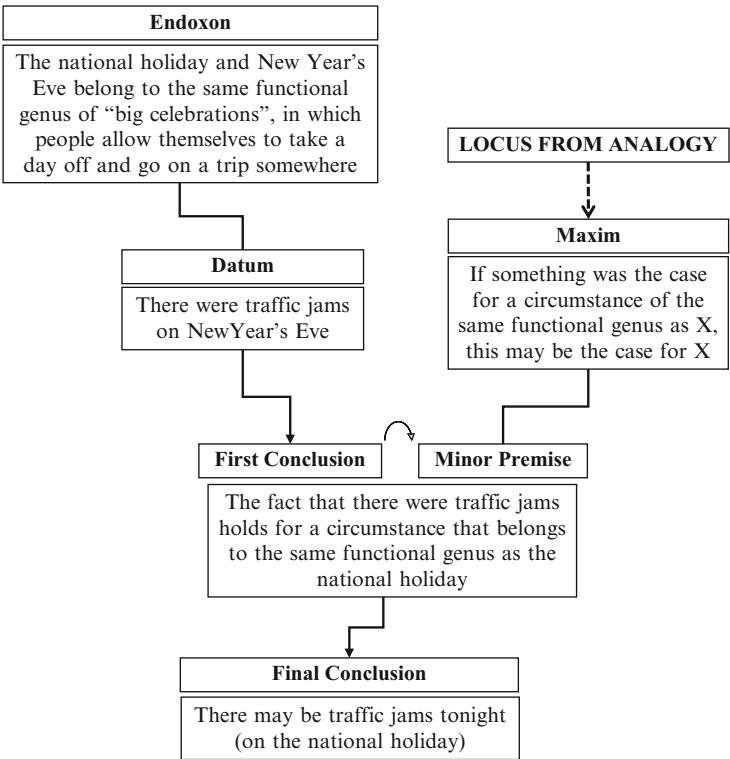 Endoxon
The national holiday and New Year's
Eve belong to the same functional
genus of “big celebrations”, in which
people allow themselves to take a
day off and go on a trip somewhere
LOCUS FROM ANALOGY
Maxim
If something was the case
for a circumstance of the
same functional genus as X,
this may be the case for X
Datum
There were traffic jams
on NewYear's Eve
First Conclusion
Minor Premise
The fact that there were traffic jams
holds for a circumstance that belongs
to the same functional genus as the
national holiday
Final Conclusion
There may be traffic jams tonight
(on the national holiday)